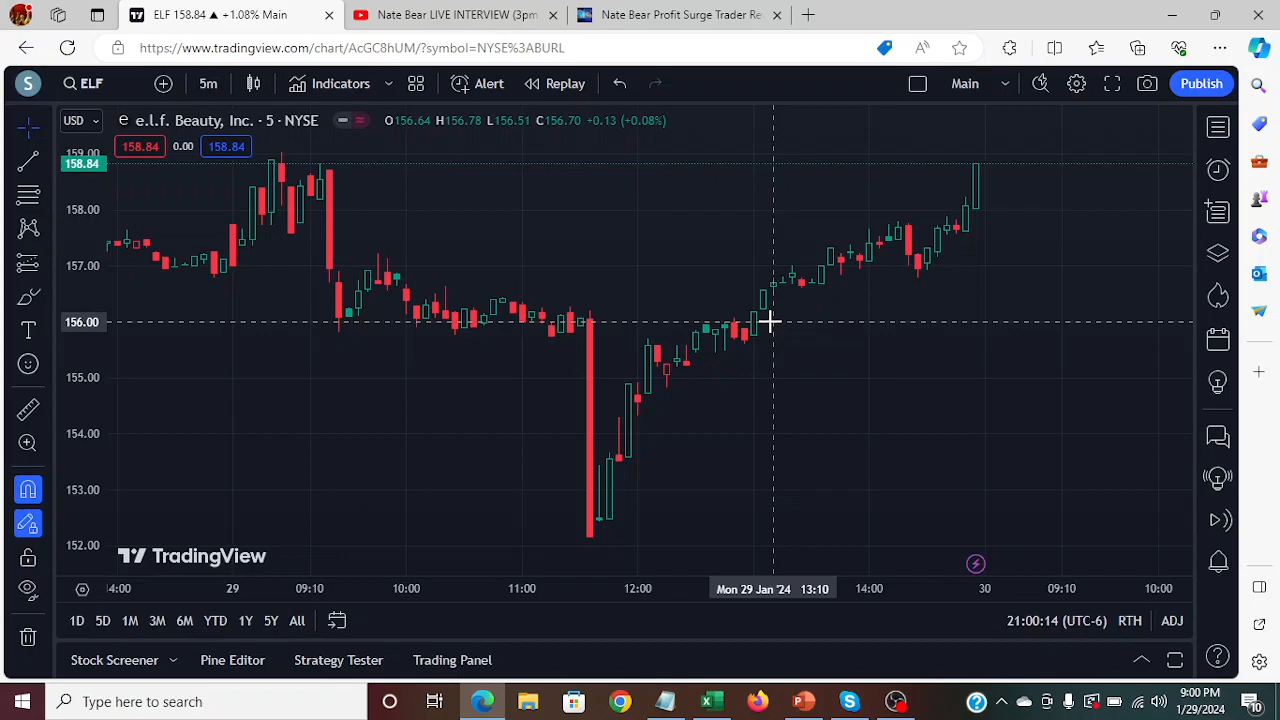 ELF 158.84 ▲ +1.08% Main
Nate Bear LIVE INTERVIEW (3pm
Nate Bear Profit Surge Trader Re
https://www.tradingview.com/chart/AcGC8hUM/?symbol=NYSE%3ABURL
S
ELF
5m
Indicators
Alert
Replay
Main
Publish
USD
e.l.f. Beauty, Inc. · 5 · NYSE
O156.64 H156.78 L156.51 C156.70 +0.13 (+0.08%)
158.84
0.00
158.84
159.00
158.84
158.00
157.00
156.00
155.00
154.00
153.00
152.00
TradingView
29
09:10
10:00
11:00
12:00
Mon 29 Jan '24 13:10
14:00
30
09:10
10:00
1D
5D
1M
3M
6M
YTD
1Y
5Y
All
21:00:14 (UTC-6)
RTH
ADJ
Stock Screener
Pine Editor
Strategy Tester
Trading Panel
Type here to search
9:00 PM
1/29/2024
10